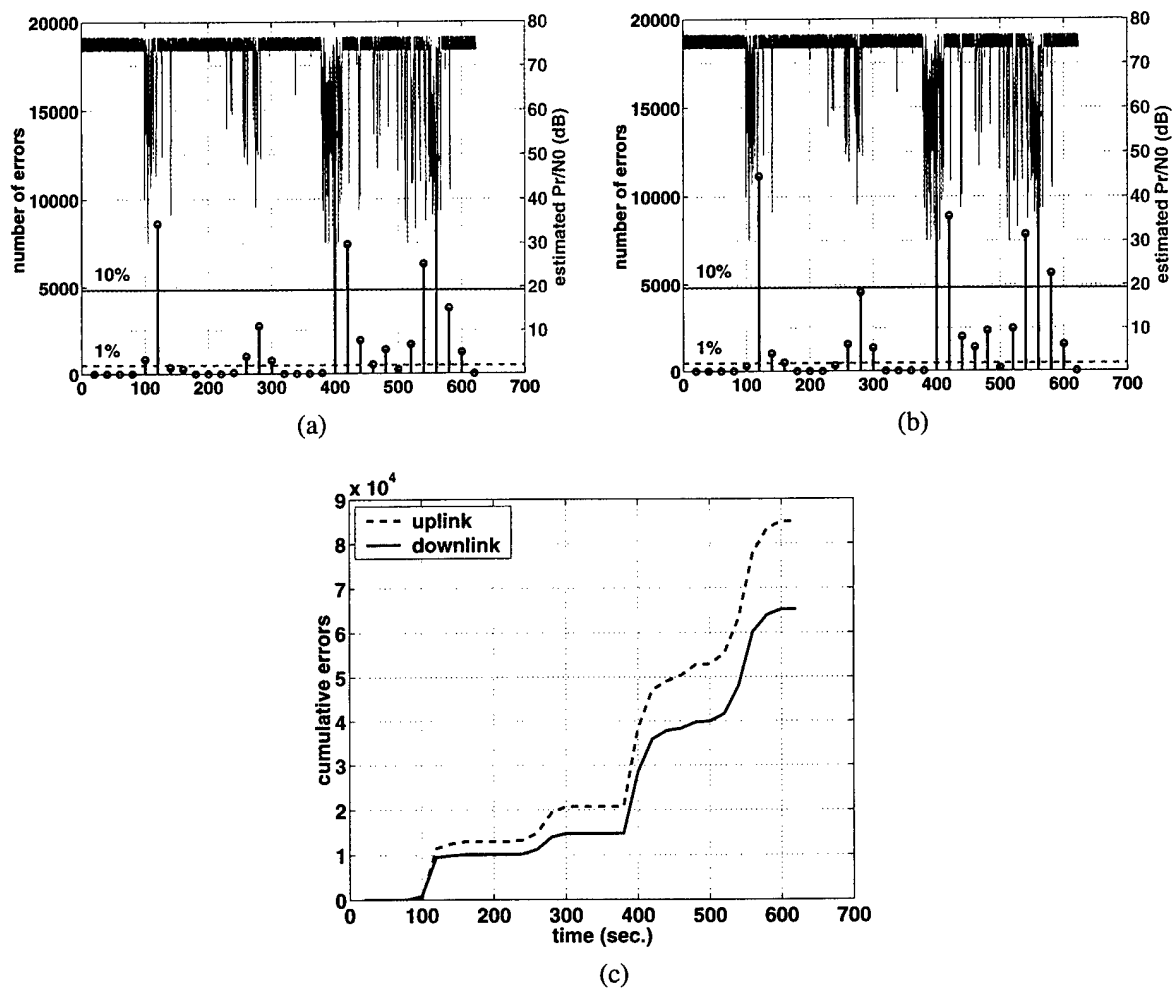 20000
15000
10000
5000
0
number of errors
10%
1%
0 100 200 300 400 500 600 700
80
70
60
50
40
30
20
10
estimated Pr/N0 (dB)
(a)
20000
15000
10000
5000
0
number of errors
10%
1%
0 100 200 300 400 500 600 700
80
70
60
50
40
30
20
10
estimated Pr/N0 (dB)
(b)
x 10^4
9
8
7
6
5
4
3
2
1
0
cumulative errors
uplink
downlink
0 100 200 300 400 500 600 700
time (sec.)
(c)